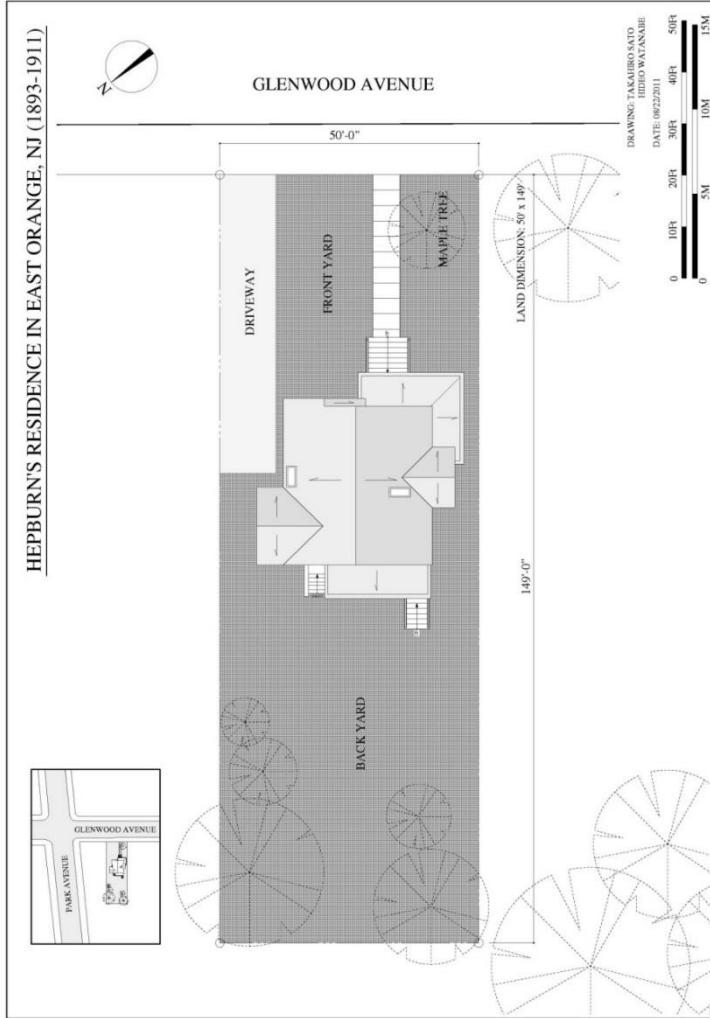 HEPBURN'S RESIDENCE IN EAST ORANGE, NJ (1893-1911)
N
GLENWOOD AVENUE
50'-0"
DRIVEWAY
FRONT YARD
MAPLE TREE
LAND DIMENSION: 50' x 149'
149'-0"
BACK YARD
PARK AVENUE
GLENWOOD AVENUE
DRAWING: TAKAHIRO SATO
HIDEO WATANABE
DATE: 08/22/2011
0 10Ft 20Ft 30Ft 40Ft 50Ft
0 5M 10M 15M